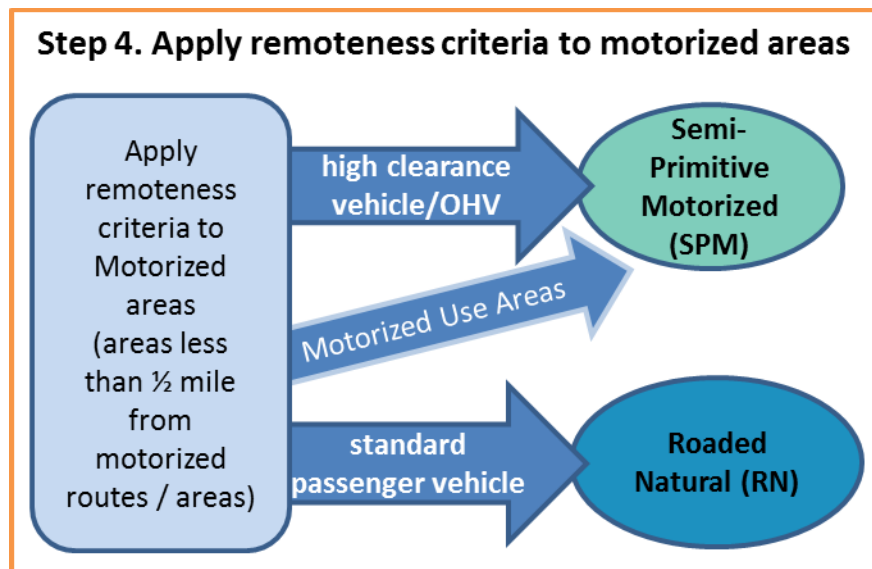 Step 4. Apply remoteness criteria to motorized areas
Apply
remoteness
criteria to
Motorized
areas
(areas less
than ½ mile
from
motorized
routes / areas)
high clearance
vehicle/OHV
Motorized Use Areas
standard
passenger vehicle
Semi-
Primitive
Motorized
(SPM)
Roaded
Natural (RN)